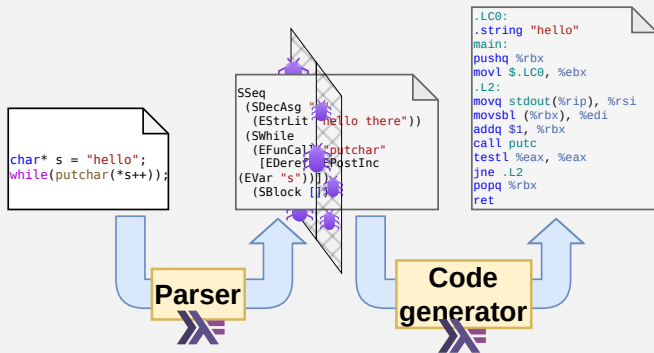 char* s = "hello";
while(putchar(*s++));
SSeq
(SDecAsg "
(EStrLit "hello there"))
(SWhile
(EFunCal "putchar"
[EDeref EPostInc
(EVar "s"))])
(SBlock [])
.LC0:
.string "hello"
main:
pushq %rbx
movl $.LC0, %ebx
.L2:
movq stdout(%rip), %rsi
movsbl (%rbx), %edi
addq $1, %rbx
call putc
testl %eax, %eax
jne .L2
popq %rbx
ret
Parser
Code
generator